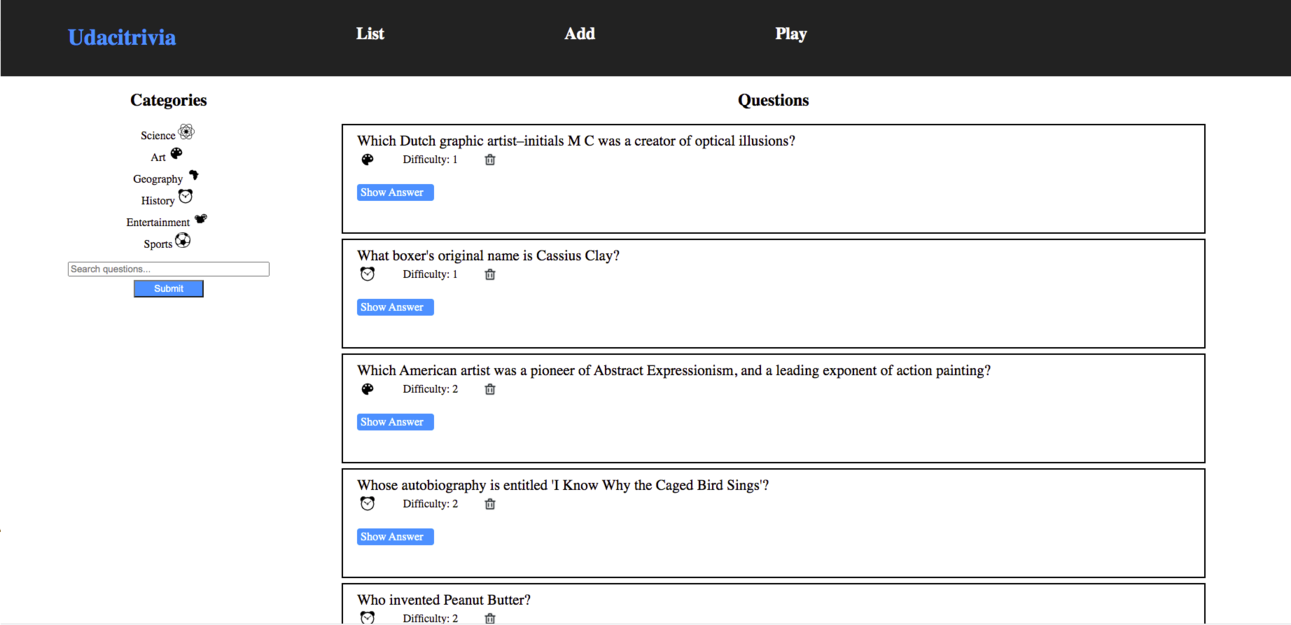 Udacitrivia
List
Add
Play
Categories
Science
Art
Geography
History
Entertainment
Sports
Search questions...
Submit
Questions
Which Dutch graphic artist–initials M C was a creator of optical illusions?
Difficulty: 1
Show Answer
What boxer's original name is Cassius Clay?
Difficulty: 1
Show Answer
Which American artist was a pioneer of Abstract Expressionism, and a leading exponent of action painting?
Difficulty: 2
Show Answer
Whose autobiography is entitled 'I Know Why the Caged Bird Sings'?
Difficulty: 2
Show Answer
Who invented Peanut Butter?
Difficulty: 2